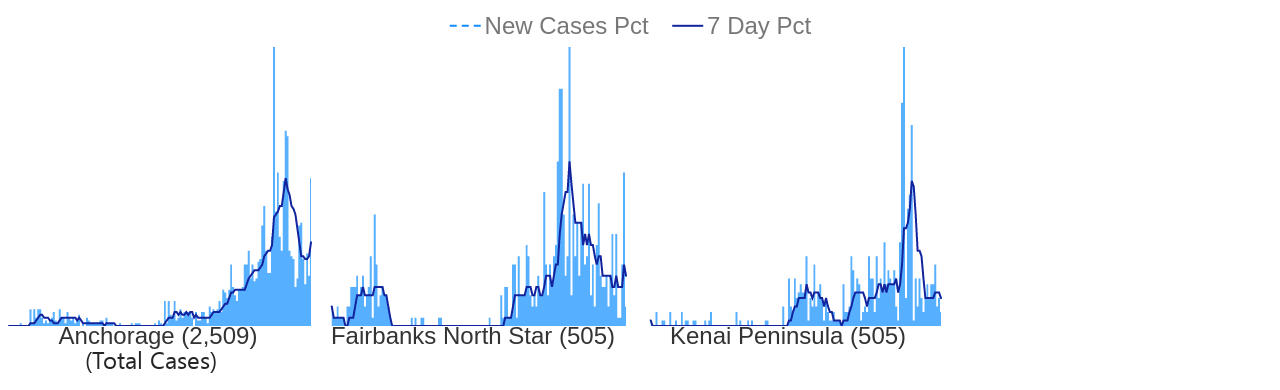 New Cases Pct 7 Day Pct
Anchorage (2,509) Fairbanks North Star (505) Kenai Peninsula (505)
(Total Cases)